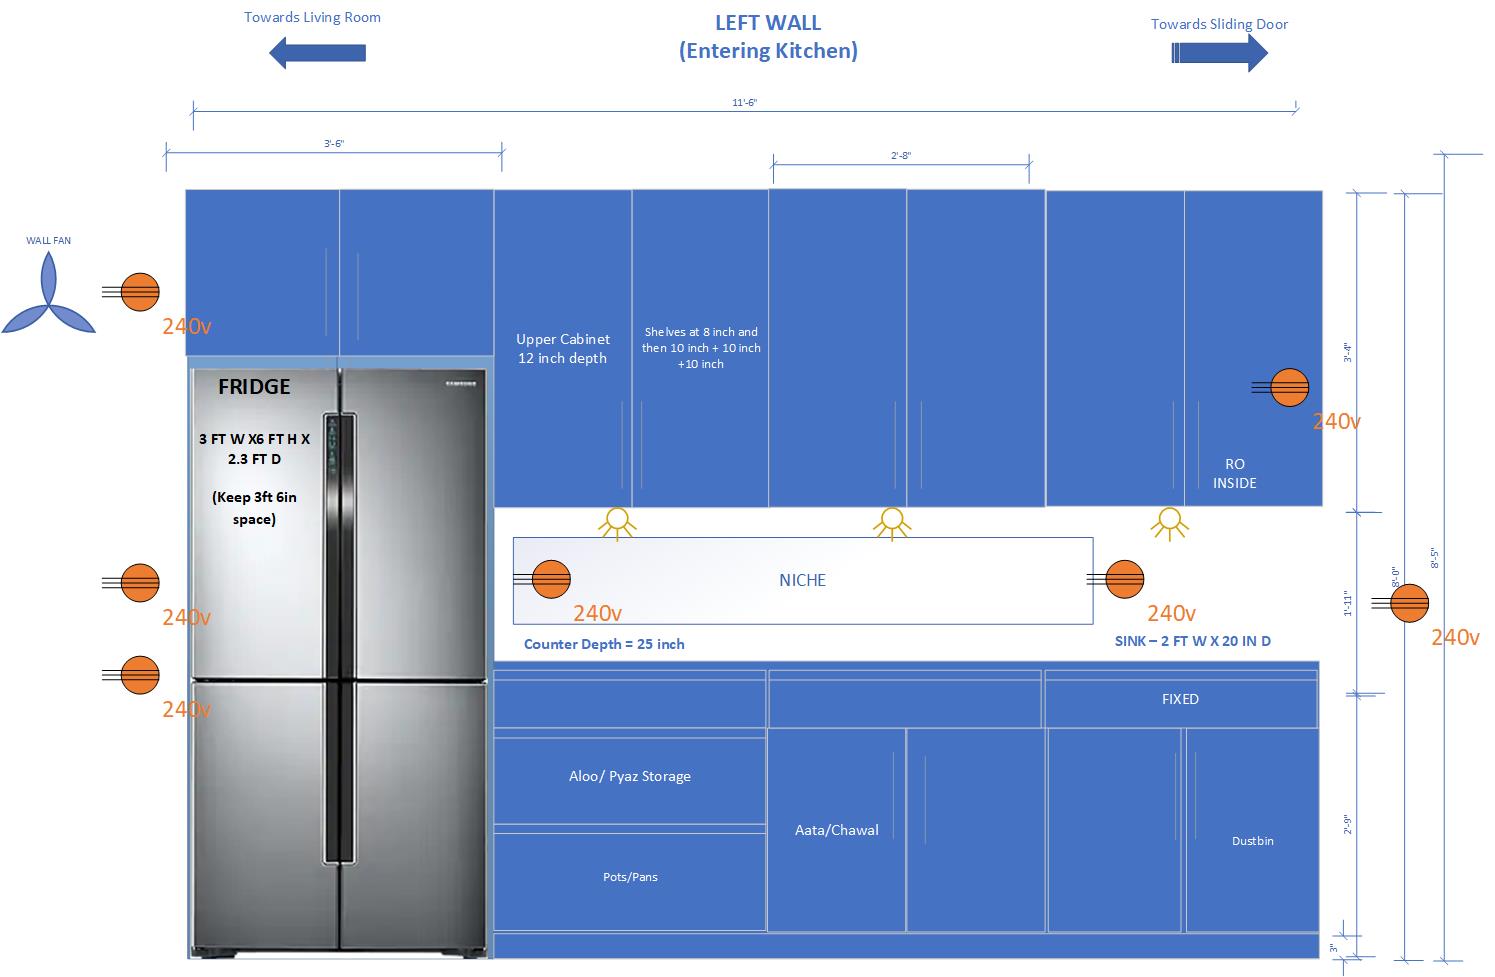 Towards Living Room
LEFT WALL
(Entering Kitchen)
Towards Sliding Door
11'-6"
3'-6"
2'-8"
WALL FAN
240v
FRIDGE
SAMSUNG
3 FT W X6 FT H X
2.3 FT D
(Keep 3ft 6in
space)
Upper Cabinet
12 inch depth
Shelves at 8 inch and
then 10 inch + 10 inch
+10 inch
3'-4"
240v
RO
INSIDE
8'-5"
8'-0"
NICHE
240v
240v
1'-11"
240v
240v
240v
Counter Depth = 25 inch
SINK – 2 FT W X 20 IN D
FIXED
Aloo/ Pyaz Storage
Aata/Chawal
2'-9"
Dustbin
Pots/Pans
3"